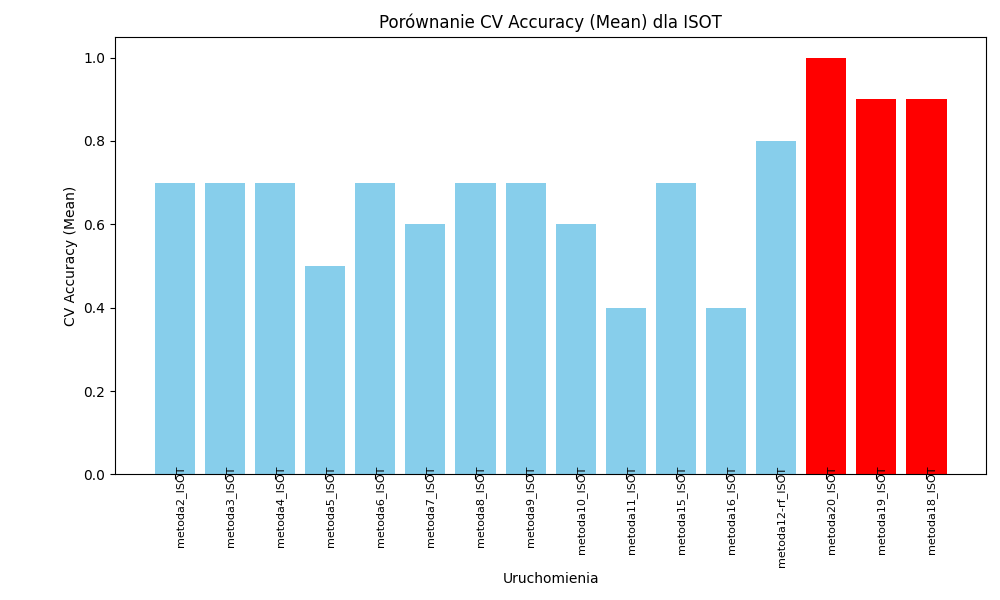 Porównanie CV Accuracy (Mean) dla ISOT
CV Accuracy (Mean)
1.0
0.8
0.6
0.4
0.2
0.0
metoda2_ISOT
metoda3_ISOT
metoda4_ISOT
metoda5_ISOT
metoda6_ISOT
metoda7_ISOT
metoda8_ISOT
metoda9_ISOT
metoda10_ISOT
metoda11_ISOT
metoda15_ISOT
metoda16_ISOT
metoda12-rf_ISOT
metoda20_ISOT
metoda19_ISOT
metoda18_ISOT
Uruchomienia